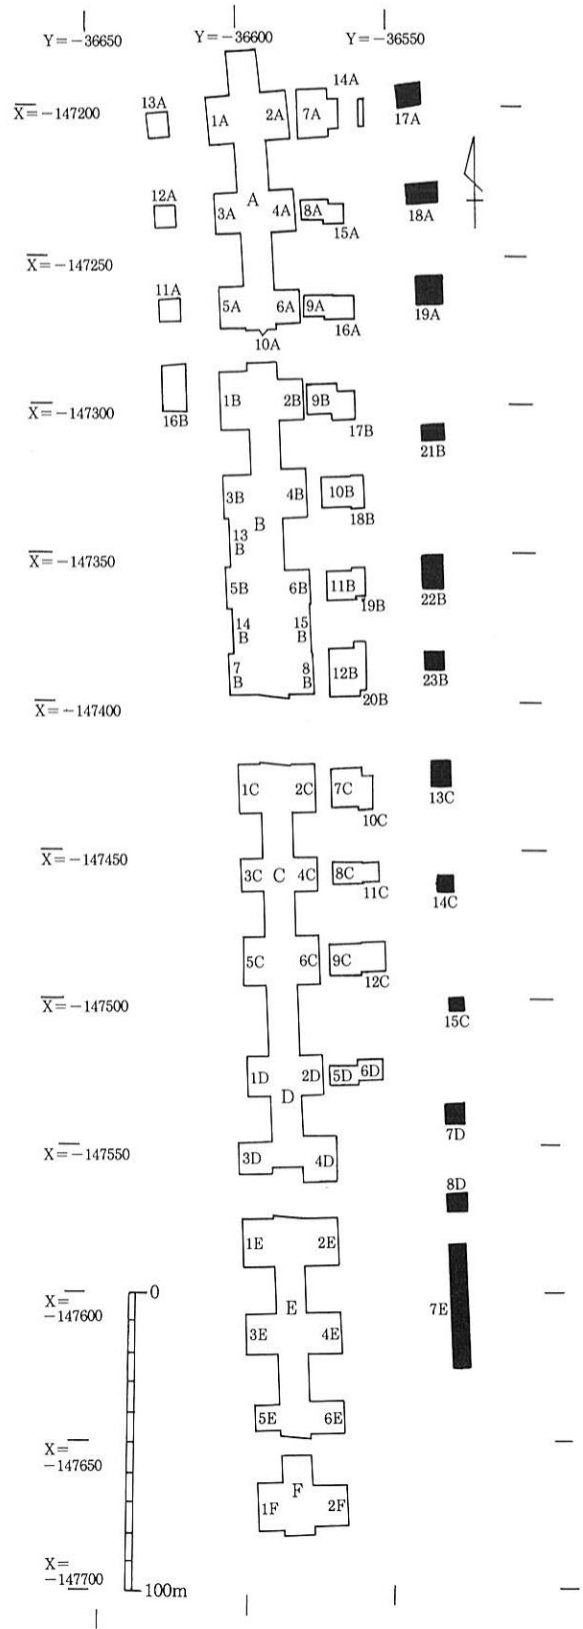 Y=-36650
Y=-36600
Y=-36550
14A
13A
X=-147200
1A
2A
7A
17A
12A
A
3A
4A
8A
18A
15A
X=-147250
11A
5A
6A
9A
19A
16A
10A
1B
2B
9B
X=-147300
16B
17B
21B
3B
4B
10B
B
18B
13
B
X=-147350
5B
6B
11B
22B
19B
14
B
15
B
7
B
8
B
12B
23B
20B
X=-147400
1C
2C
7C
13C
10C
X=-147450
3C
C
4C
8C
11C
14C
5C
6C
9C
12C
X=-147500
15C
1D
2D
5D
6D
D
7D
X=-147550
3D
4D
8D
1E
2E
0
X=
-147600
E
7E
3E
4E
5E
6E
X=
-147650
F
1F
2F
X=
-147700
100m